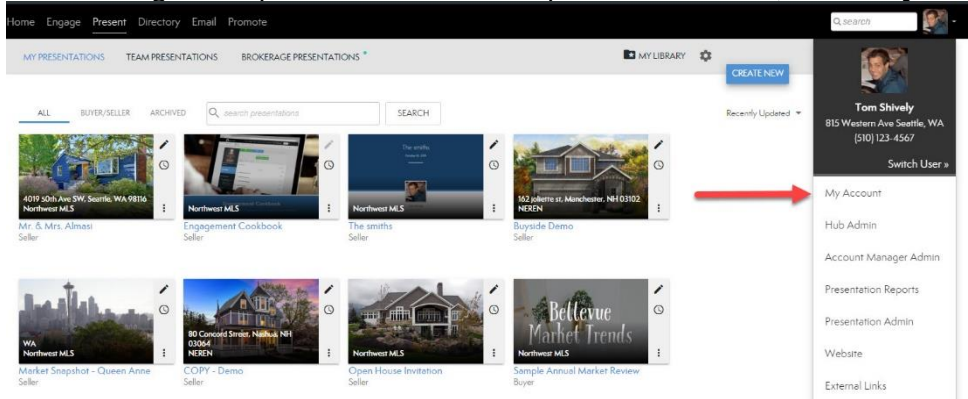 Home Engage Present Directory Email Promote
search
MY PRESENTATIONS TEAM PRESENTATIONS BROKERAGE PRESENTATIONS
MY LIBRARY
CREATE NEW
Tom Shively
815 Western Ave Seattle, WA
(510) 123-4567
Switch User »
ALL BUYER/SELLER ARCHIVED search presentations SEARCH Recently Updated
4019 50th Ave SW, Seattle, WA 98116
Northwest MLS
Mr. & Mrs. Almasi
Seller
Northwest MLS
Engagement Cookbook
Seller
The smiths
Northwest MLS
The smiths
Seller
162 joliette st, Manchester, NH 03102
NEREN
Buyside Demo
Seller
WA
Northwest MLS
Market Snapshot - Queen Anne
Seller
80 Concord Street, Nashua, NH
03064
NEREN
COPY - Demo
Seller
Northwest MLS
Open House Invitation
Seller
Bellevue
Market Trends
Northwest MLS
Sample Annual Market Review
Buyer
My Account
Hub Admin
Account Manager Admin
Presentation Reports
Presentation Admin
Website
External Links